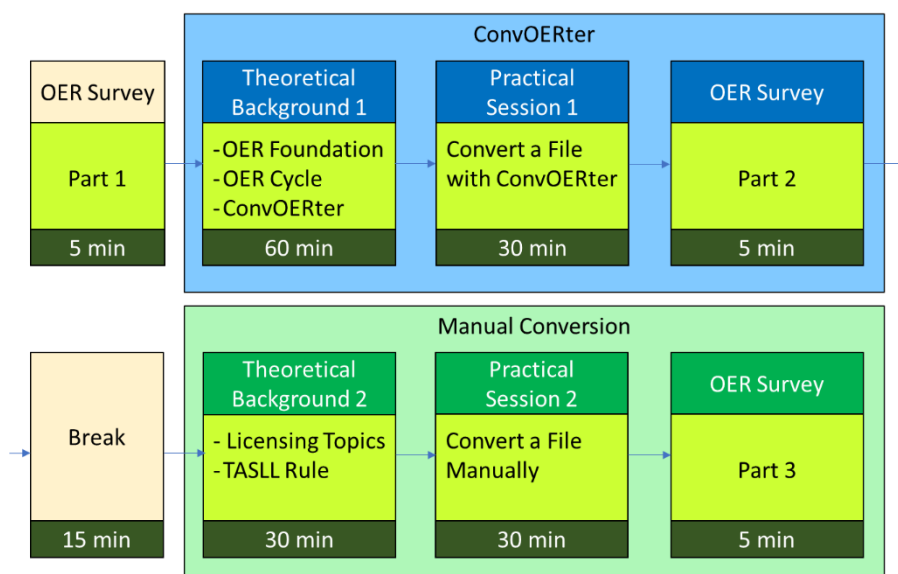 ConvOERter
OER Survey
Part 1
5 min
Theoretical
Background 1
-OER Foundation
-OER Cycle
-ConvOERter
60 min
Practical
Session 1
Convert a File
with ConvOERter
30 min
OER Survey
Part 2
5 min
Manual Conversion
Break
15 min
Theoretical
Background 2
- Licensing Topics
-TASLL Rule
30 min
Practical
Session 2
Convert a File
Manually
30 min
OER Survey
Part 3
5 min